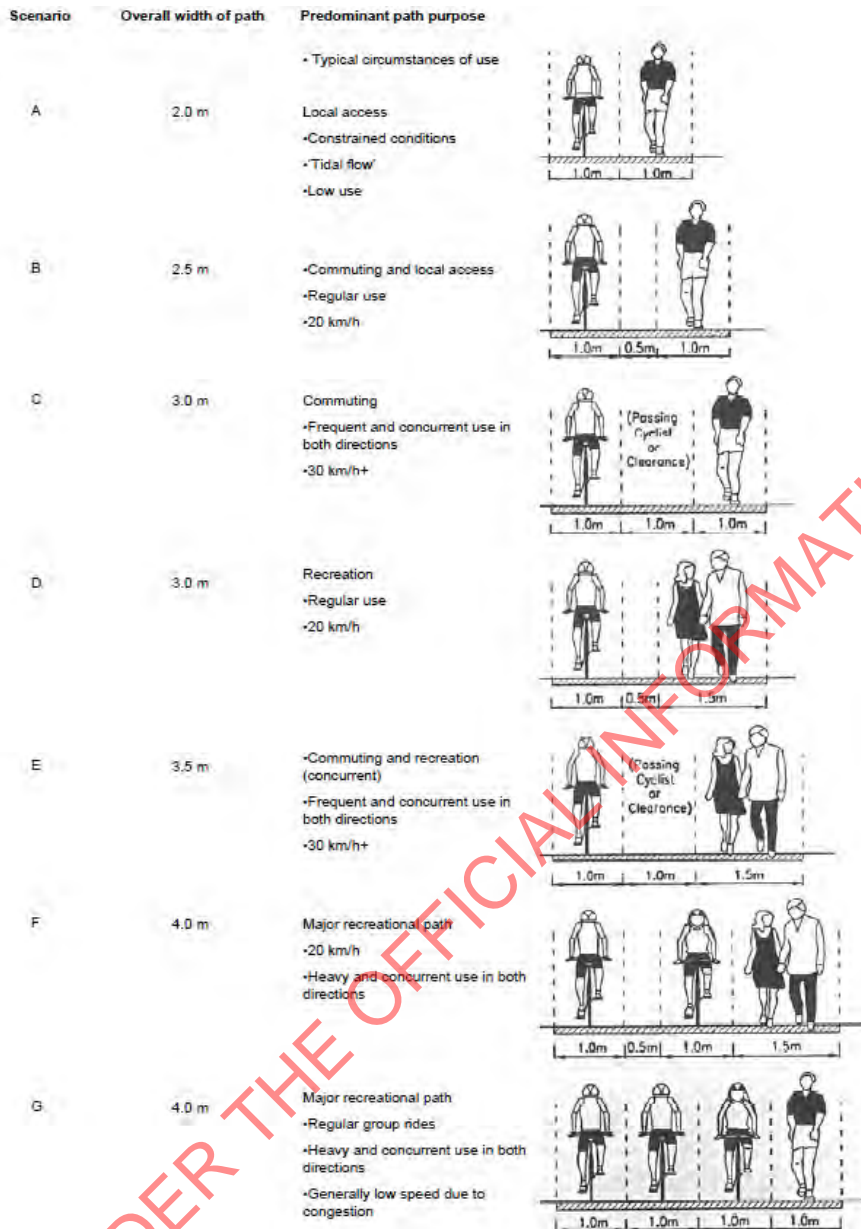 Scenario Overall width of path Predominant path purpose
• Typical circumstances of use
A 2.0 m Local access
•Constrained conditions
•'Tidal flow'
•Low use
1.0m 1.0m
B 2.5 m •Commuting and local access
•Regular use
•20 km/h
1.0m 0.5m 1.0m
C 3.0 m Commuting
•Frequent and concurrent use in
both directions
•30 km/h+
(Passing
Cyclist
or
Clearance)
1.0m 1.0m 1.0m
D 3.0 m Recreation
•Regular use
•20 km/h
1.0m 0.5m 1.5m
E 3.5 m •Commuting and recreation
(concurrent)
•Frequent and concurrent use in
both directions
•30 km/h+
(Passing
Cyclist
or
Clearance)
1.0m 1.0m 1.5m
F 4.0 m Major recreational path
•20 km/h
•Heavy and concurrent use in both
directions
1.0m 0.5m 1.0m 1.5m
G 4.0 m Major recreational path
•Regular group rides
•Heavy and concurrent use in both
directions
•Generally low speed due to
congestion
1.0m 1.0m 1.0m 1.0m
DER THE OFFICIAL INFORMATI